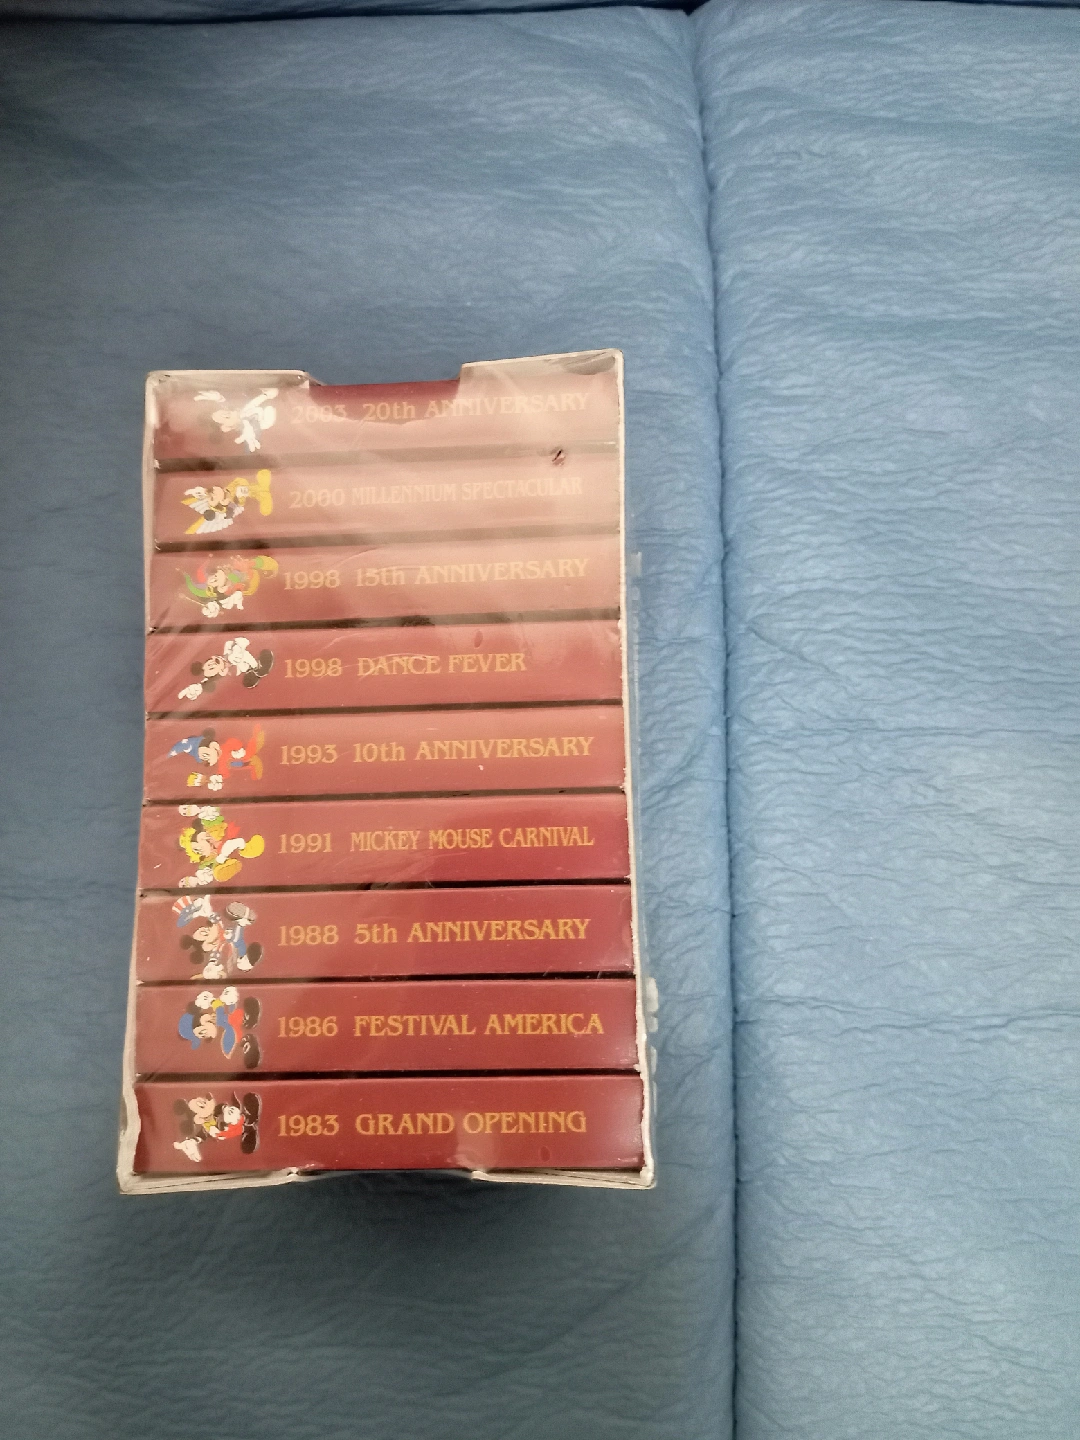 2003 20th ANNIVERSARY
2000 MILLENNIUM SPECTACULAR
1998 15th ANNIVERSARY
1998 DANCE FEVER
1993 10th ANNIVERSARY
1991 MICKEY MOUSE CARNIVAL
1988 5th ANNIVERSARY
1986 FESTIVAL AMERICA
1983 GRAND OPENING